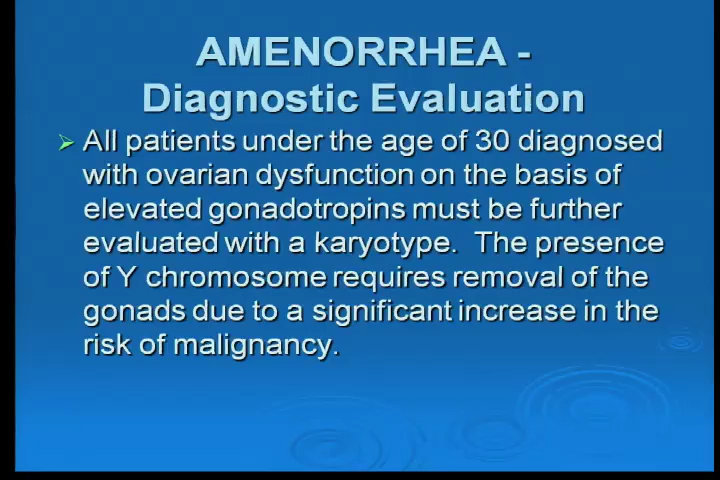 AMENORRHEA -
Diagnostic Evaluation
All patients under the age of 30 diagnosed
with ovarian dysfunction on the basis of
elevated gonadotropins must be further
evaluated with a karyotype.  The presence
of Y chromosome requires removal of the
gonads due to a significant increase in the
risk of malignancy.